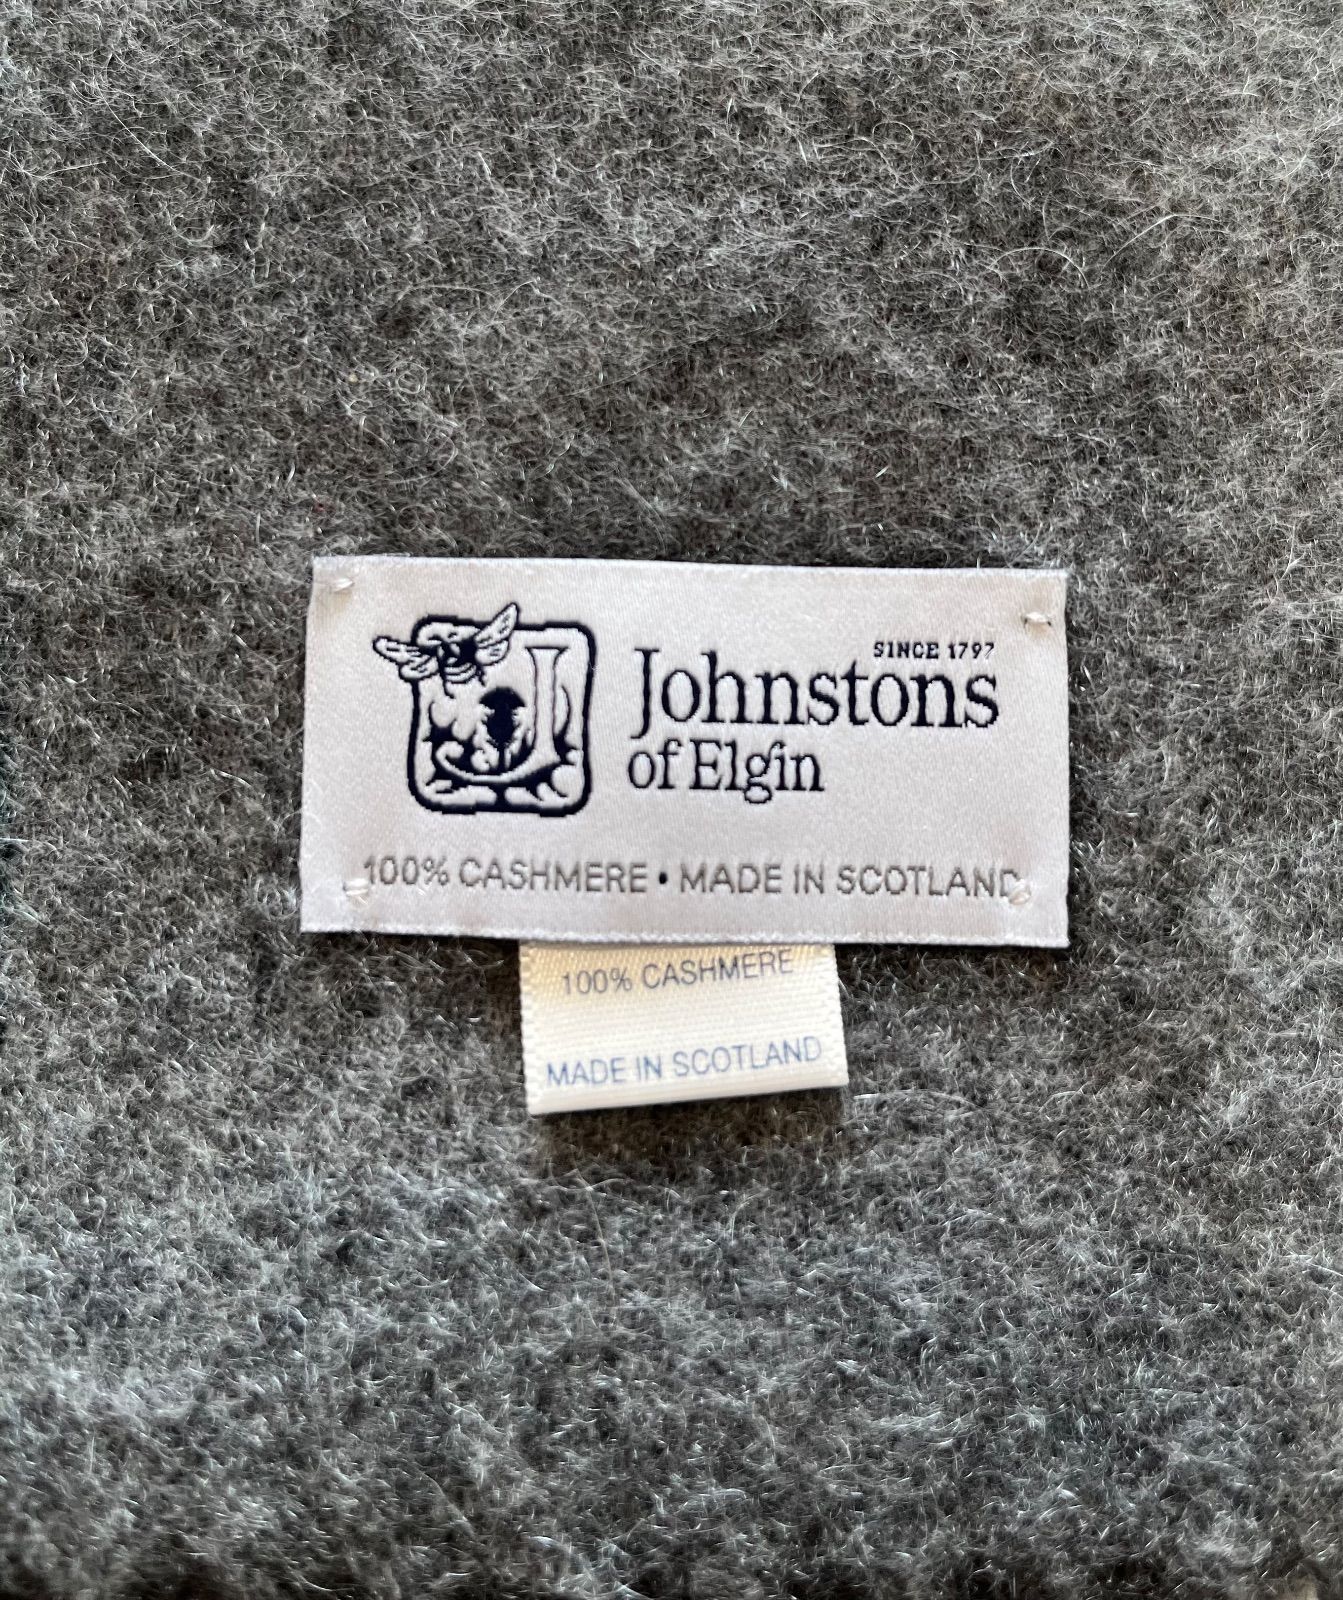 SINCE 1797
Johnstons
of Elgin
100% CASHMERE • MADE IN SCOTLAND
100% CASHMERE
MADE IN SCOTLAND